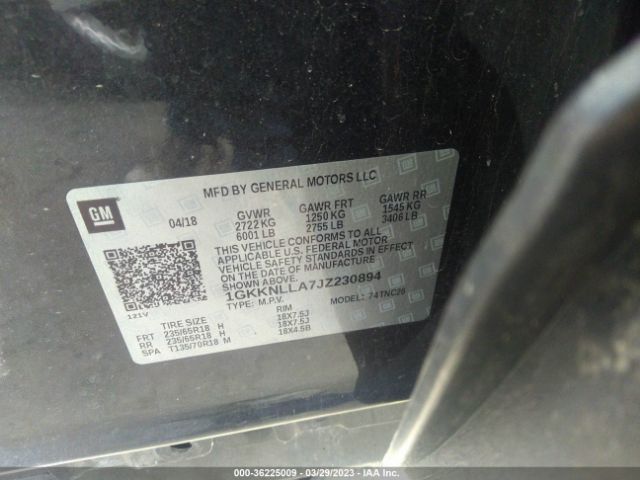 MFD BY GENERAL MOTORS LLC
GM
04/18 GVWR GAWR FRT GAWR RR
2722 KG 1250 KG 1545 KG
6001 LB 2755 LB 3406 LB
THIS VEHICLE CONFORMS TO ALL
APPLICABLE U.S. FEDERAL MOTOR
VEHICLE SAFETY STANDARDS IN EFFECT
ON THE DATE OF MANUFACTURE
SHOWN ABOVE.
1GKKNLLA7JZ230894
TYPE: M.P.V. MODEL: 74TNC26
121V
TIRE SIZE RIM
FRT 235/65R18 H 18X7.5J
RR 235/65R18 H 18X7.5J
SPA T135/70R18 M 18X4.5B
000-36225009 — 03/29/2023 — IAA Inc.